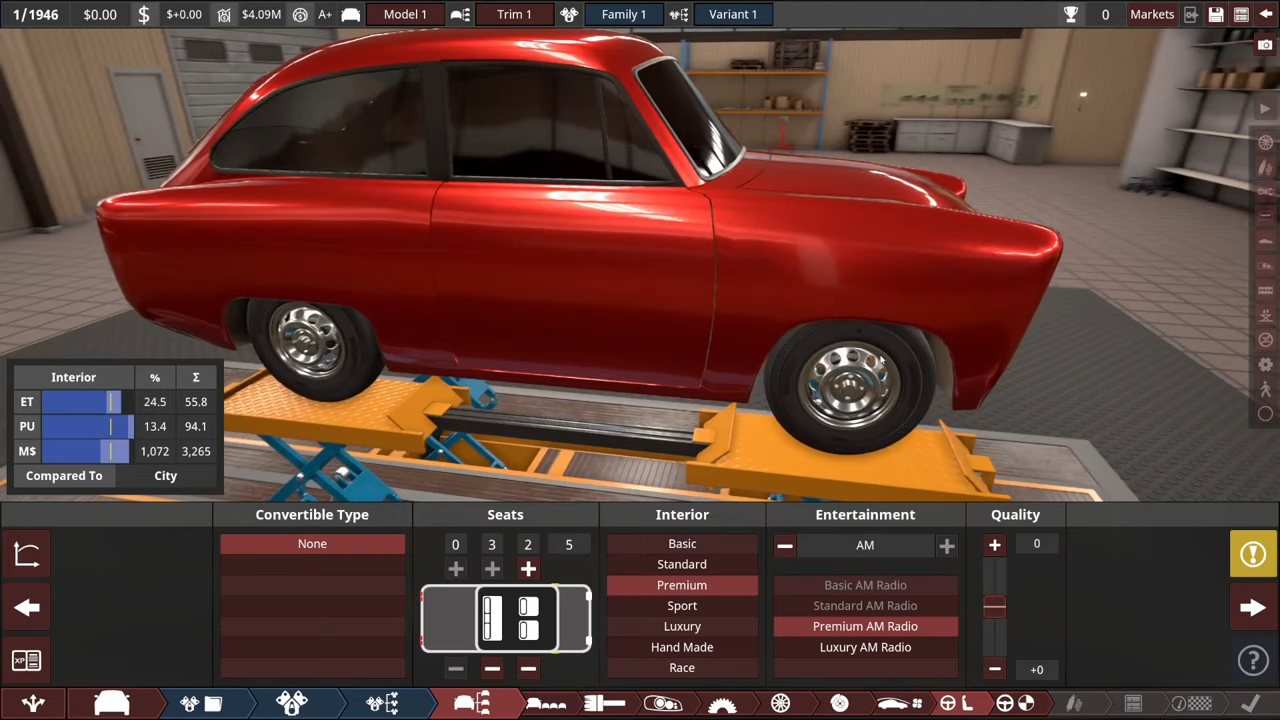 1/1946 $0.00 $ $+0.00 $4.09M A+ Model 1 Trim 1 Family 1 Variant 1 0 Markets
Interior % Σ
ET 24.5 55.8
PU 13.4 94.1
M$ 1,072 3,265
Compared To City
Convertible Type Seats Interior Entertainment Quality
None 0 3 2 5 Basic AM 0
Standard
Premium Basic AM Radio
Sport Standard AM Radio
Luxury Premium AM Radio
Hand Made Luxury AM Radio
Race +0
XP